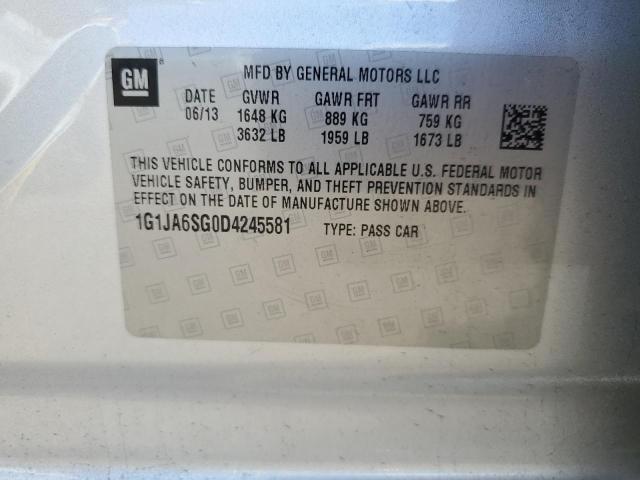 GM
MFD BY GENERAL MOTORS LLC
DATE GVWR GAWR FRT GAWR RR
06/13 1648 KG 889 KG 759 KG
3632 LB 1959 LB 1673 LB
THIS VEHICLE CONFORMS TO ALL APPLICABLE U.S. FEDERAL MOTOR
VEHICLE SAFETY, BUMPER, AND THEFT PREVENTION STANDARDS IN
EFFECT ON THE DATE OF MANUFACTURE SHOWN ABOVE.
1G1JA6SG0D4245581 TYPE: PASS CAR